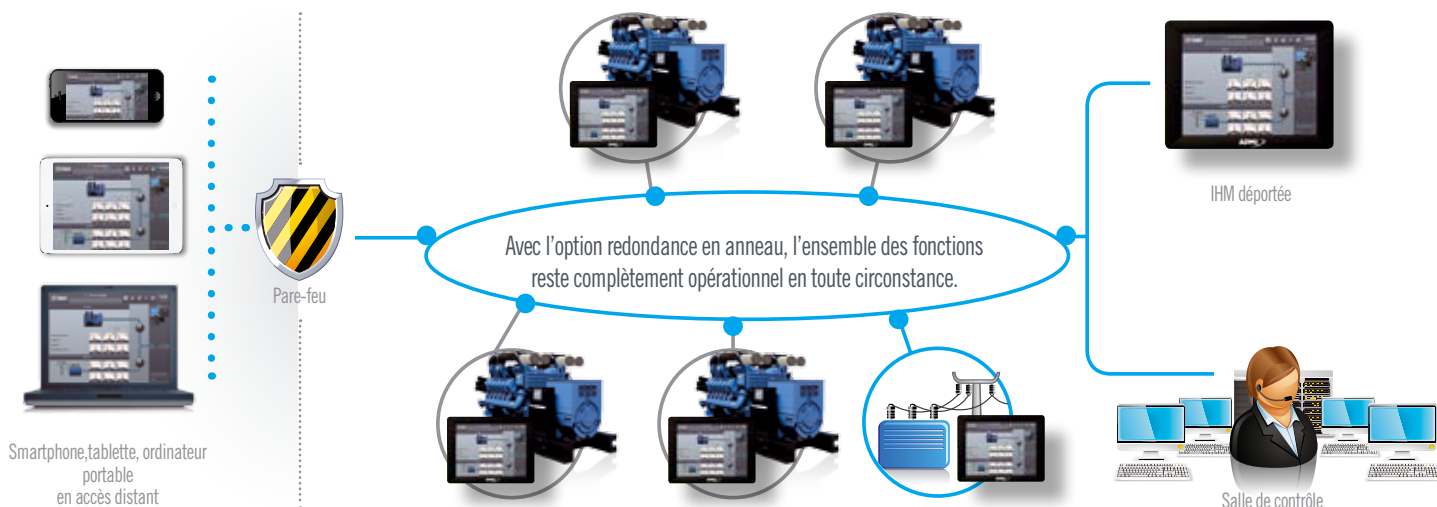 Avec l'option redondance en anneau, l'ensemble des fonctions
reste complètement opérationnel en toute circonstance.
IHM déportée
Pare-feu
Smartphone,tablette, ordinateur
portable
en accès distant
Salle de contrôle